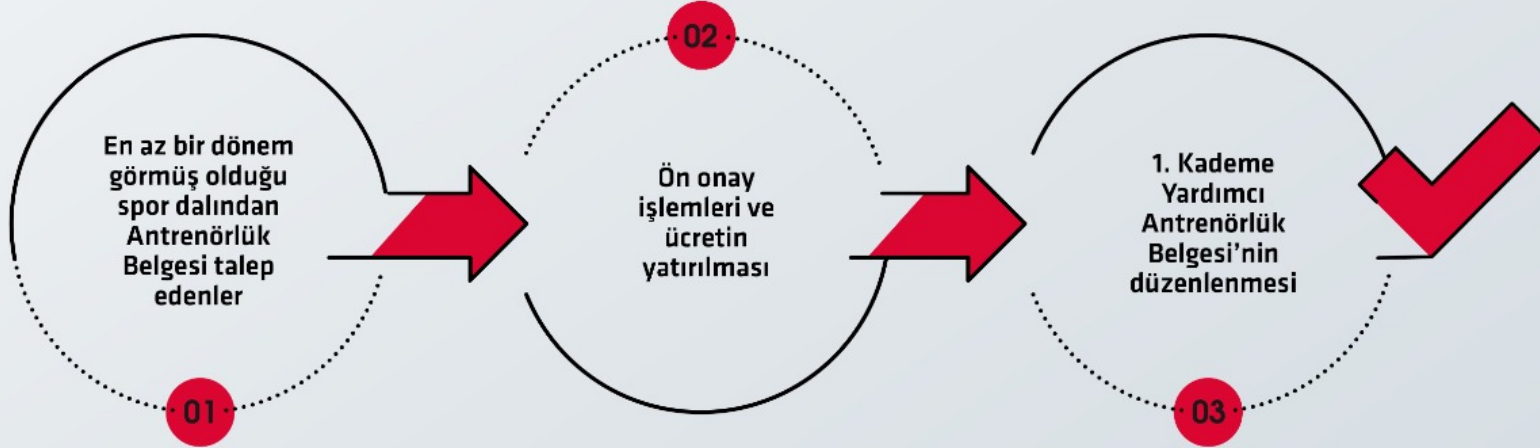 En az bir dönem
görmüş olduğu
spor dalından
Antrenörlük
Belgesi talep
edenler
01
02
Ön onay
işlemleri ve
ücretin
yatırılması
1. Kademe
Yardımcı
Antrenörlük
Belgesi’nin
düzenlenmesi
03